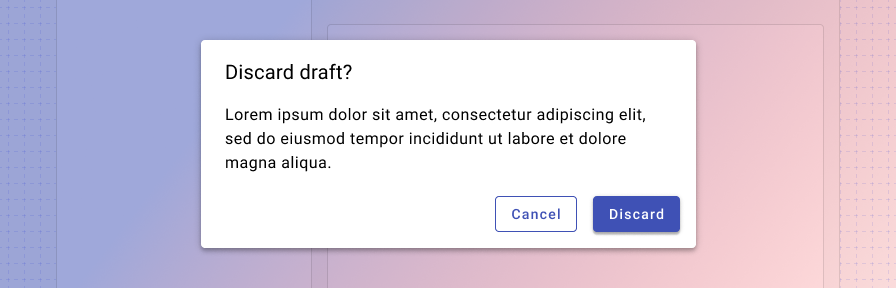 Discard draft?
Lorem ipsum dolor sit amet, consectetur adipiscing elit,
sed do eiusmod tempor incididunt ut labore et dolore
magna aliqua.
Cancel Discard